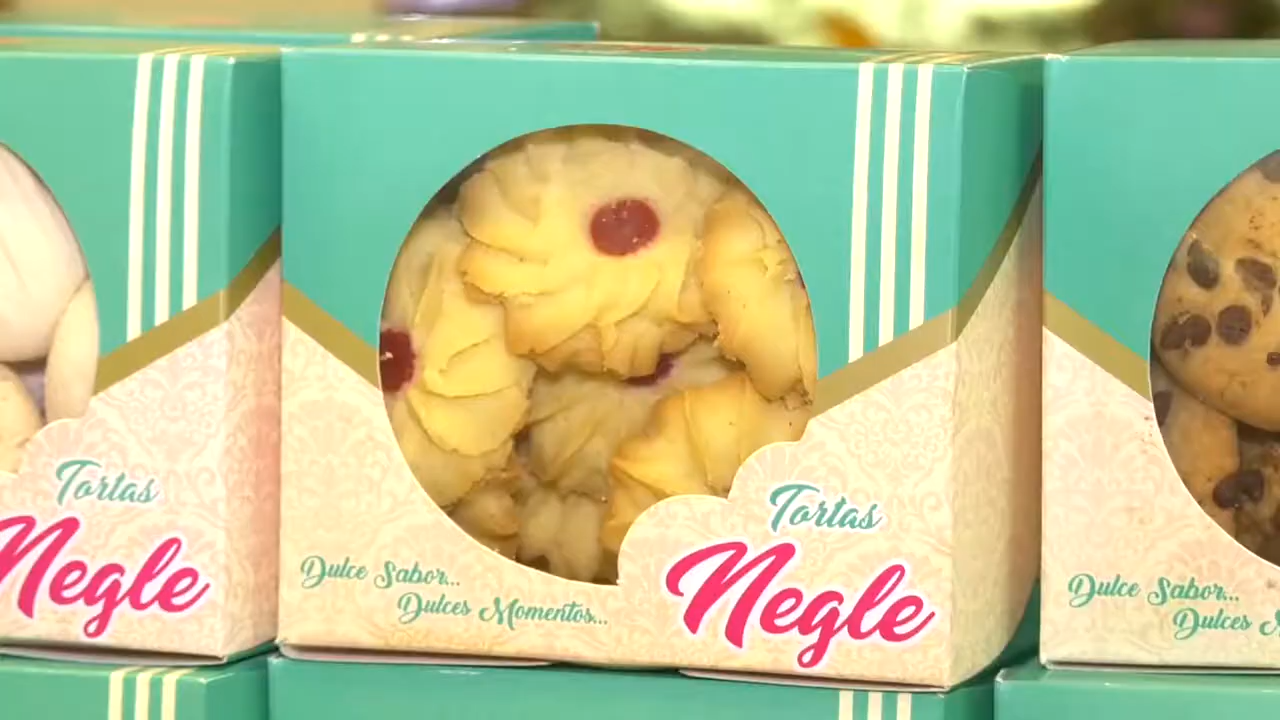 Tortas
Negle
Dulce Sabor...
Dulces Momentos...
Tortas
Negle
Dulce Sabor...
Dulces